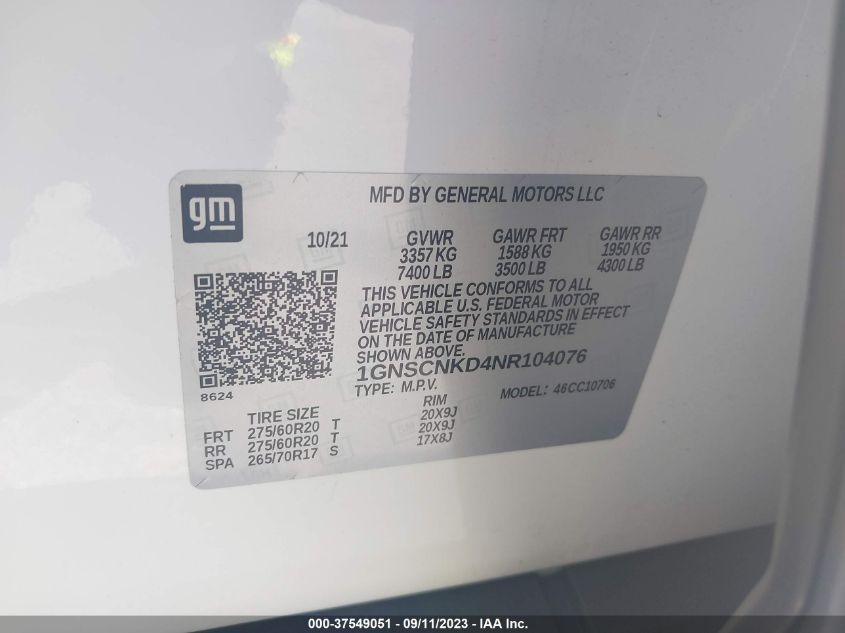 gm
MFD BY GENERAL MOTORS LLC
10/21
GVWR GAWR FRT GAWR RR
3357 KG 1588 KG 1950 KG
7400 LB 3500 LB 4300 LB
THIS VEHICLE CONFORMS TO ALL
APPLICABLE U.S. FEDERAL MOTOR
VEHICLE SAFETY STANDARDS IN EFFECT
ON THE DATE OF MANUFACTURE
SHOWN ABOVE.
1GNSCNKD4NR104076
8624
TYPE: M.P.V. MODEL: 46CC10706
TIRE SIZE RIM
FRT 275/60R20 T 20X9J
RR 275/60R20 T 20X9J
SPA 265/70R17 S 17X8J
000-37549051 - 09/11/2023 - COPYRIGHT IAA, Inc.